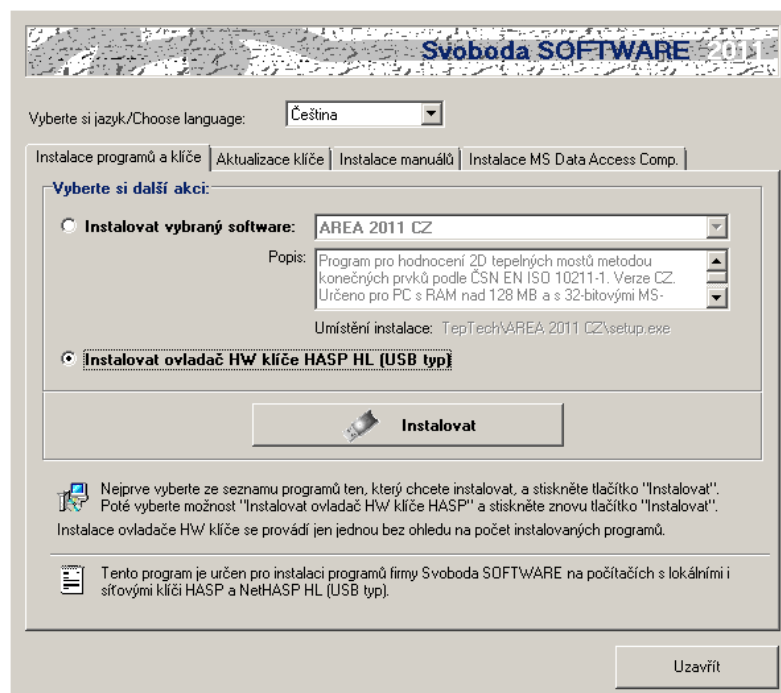 Svoboda SOFTWARE 2011
Vyberte si jazyk/Choose language: Čeština
Instalace programů a klíče Aktualizace klíče Instalace manuálů Instalace MS Data Access Comp.
Vyberte si další akci:
Instalovat vybraný software: AREA 2011 CZ
Popis: Program pro hodnocení 2D tepelných mostů metodou
konečných prvků podle ČSN EN ISO 10211-1. Verze CZ.
Určeno pro PC s RAM nad 128 MB a s 32-bitovými MS-
Umístění instalace: TepTech\AREA 2011 CZ\setup.exe
Instalovat ovladač HW klíče HASP HL (USB typ)
Instalovat
Nejprve vyberte ze seznamu programů ten, který chcete instalovat, a stiskněte tlačítko "Instalovat".
Poté vyberte možnost "Instalovat ovladač HW klíče HASP" a stiskněte znovu tlačítko "Instalovat".
Instalace ovladače HW klíče se provádí jen jednou bez ohledu na počet instalovaných programů.
Tento program je určen pro instalaci programů firmy Svoboda SOFTWARE na počítačích s lokálními i
síťovými klíči HASP a NetHASP HL (USB typ).
Uzavřít